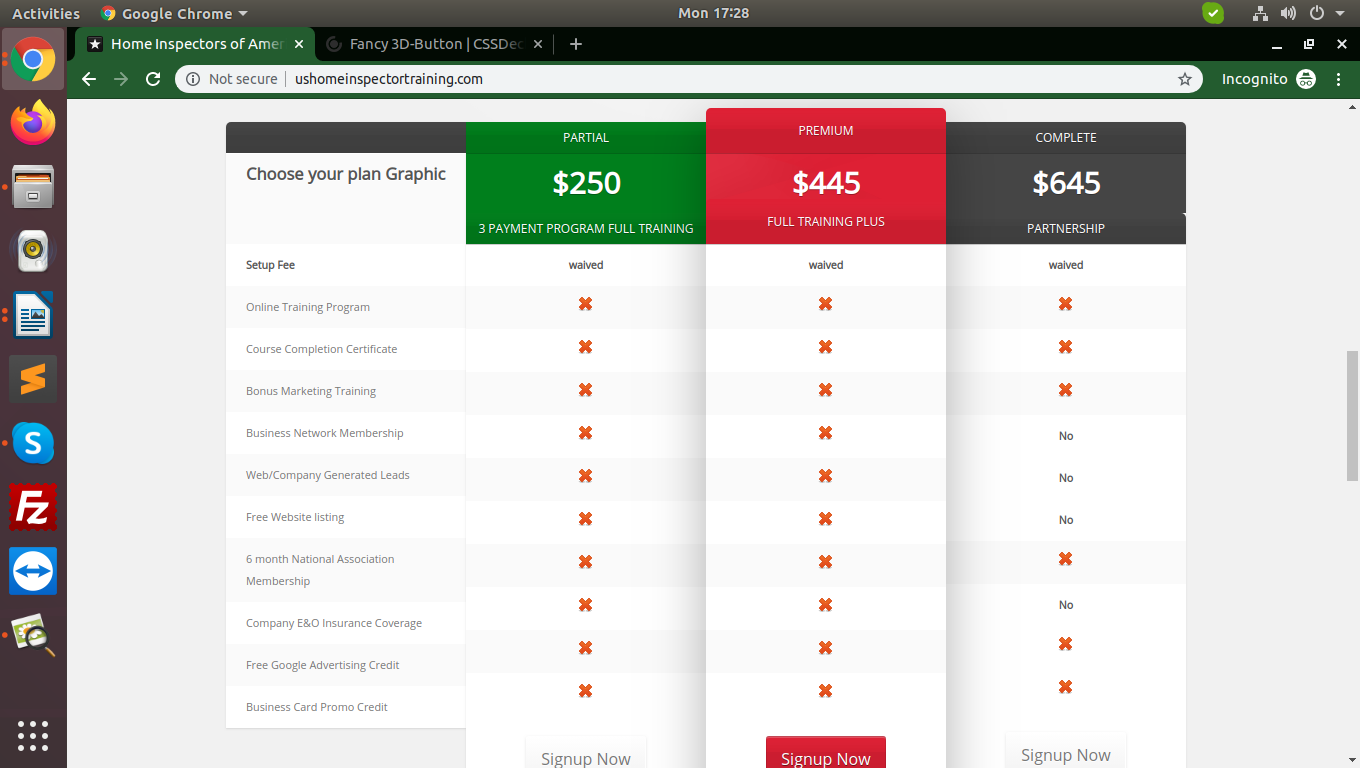 Activities Google Chrome Mon 17:28
Home Inspectors of Amer Fancy 3D-Button | CSSDec
Not secure ushomeinspectortraining.com Incognito
PARTIAL PREMIUM COMPLETE
Choose your plan Graphic $250 $445 $645
3 PAYMENT PROGRAM FULL TRAINING FULL TRAINING PLUS PARTNERSHIP
Setup Fee waived waived waived
Online Training Program
Course Completion Certificate
Bonus Marketing Training
Business Network Membership No
Web/Company Generated Leads No
Free Website listing No
6 month National Association
Membership
Company E&O Insurance Coverage No
Free Google Advertising Credit
Business Card Promo Credit
Signup Now Signup Now Signup Now
S
Fz